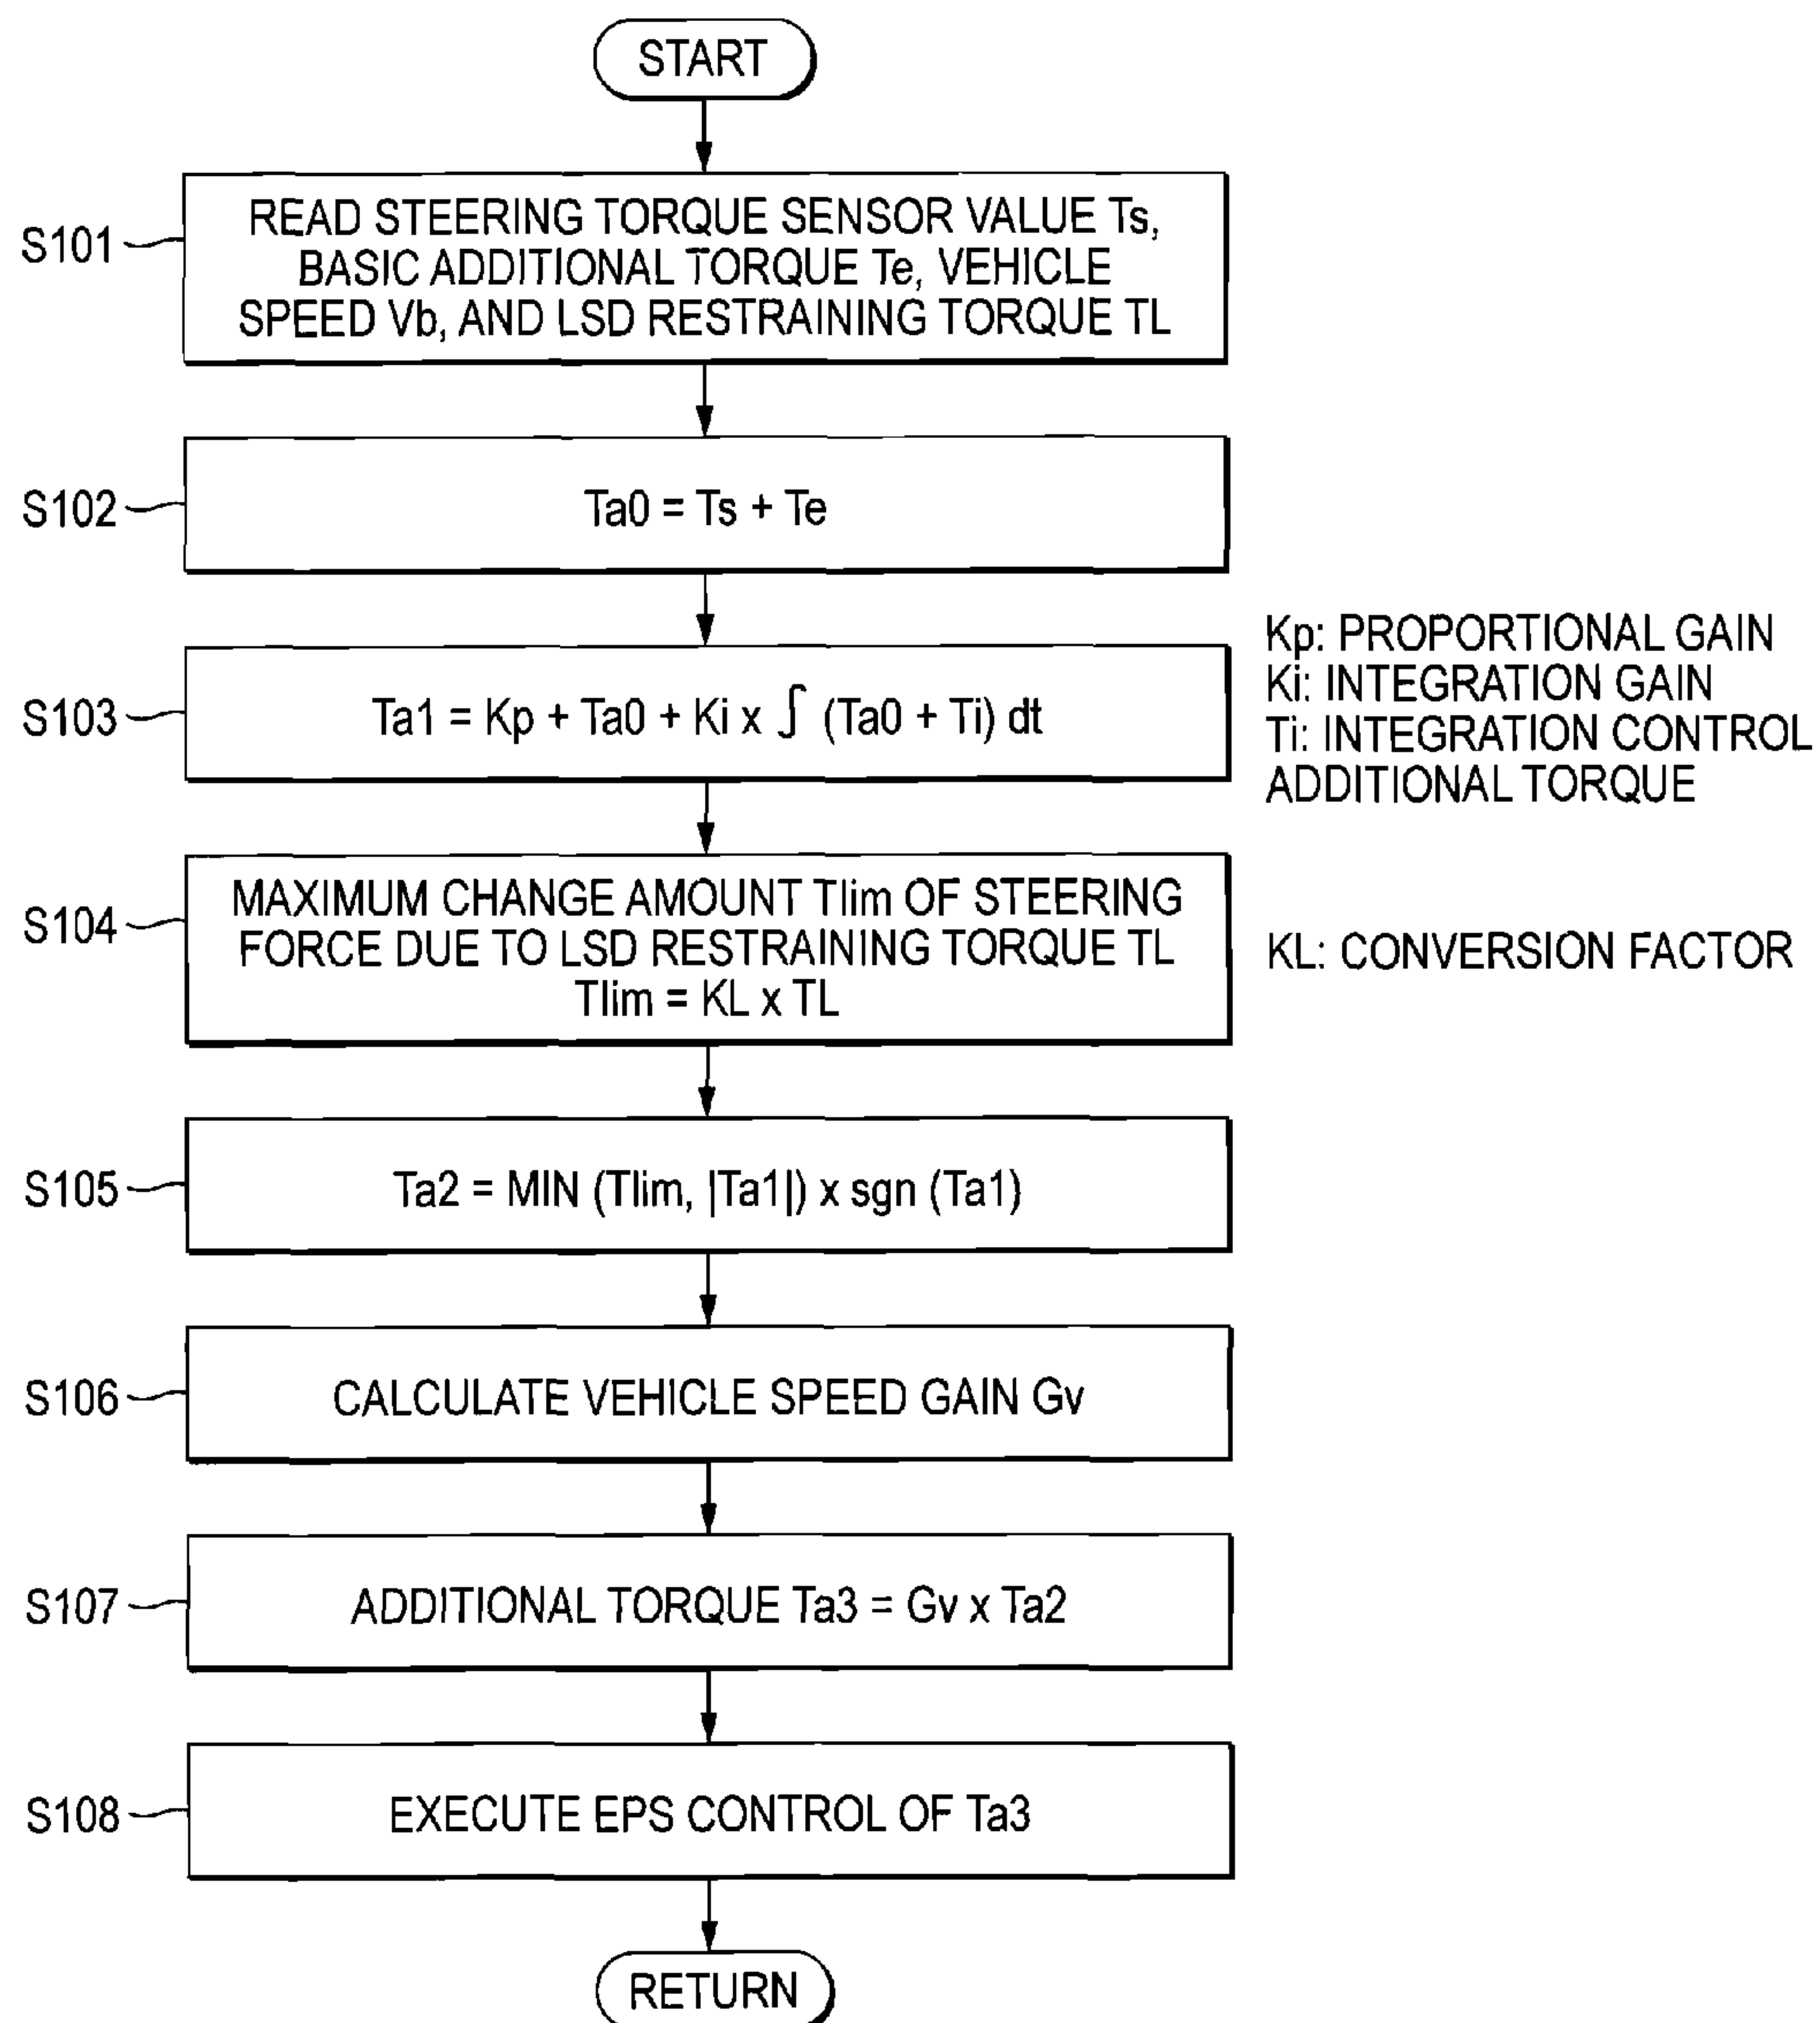 START
S101
READ STEERING TORQUE SENSOR VALUE Ts,
BASIC ADDITIONAL TORQUE Te, VEHICLE
SPEED Vb, AND LSD RESTRAINING TORQUE TL
S102
Ta0 = Ts + Te
S103
Ta1 = Kp + Ta0 + Ki x ∫ (Ta0 + Ti) dt
Kp: PROPORTIONAL GAIN
Ki: INTEGRATION GAIN
Ti: INTEGRATION CONTROL
ADDITIONAL TORQUE
S104
MAXIMUM CHANGE AMOUNT Tlim OF STEERING
FORCE DUE TO LSD RESTRAINING TORQUE TL
Tlim = KL x TL
KL: CONVERSION FACTOR
S105
Ta2 = MIN (Tlim, |Ta1|) x sgn (Ta1)
S106
CALCULATE VEHICLE SPEED GAIN Gv
S107
ADDITIONAL TORQUE Ta3 = Gv x Ta2
S108
EXECUTE EPS CONTROL OF Ta3
RETURN